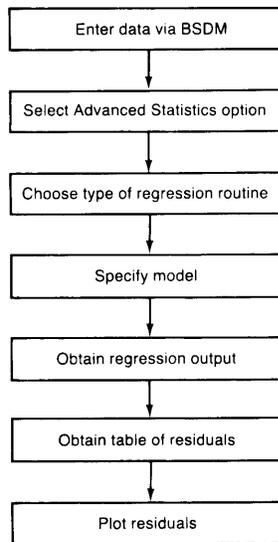 Enter data via BSDM
Select Advanced Statistics option
Choose type of regression routine
Specify model
Obtain regression output
Obtain table of residuals
Plot residuals